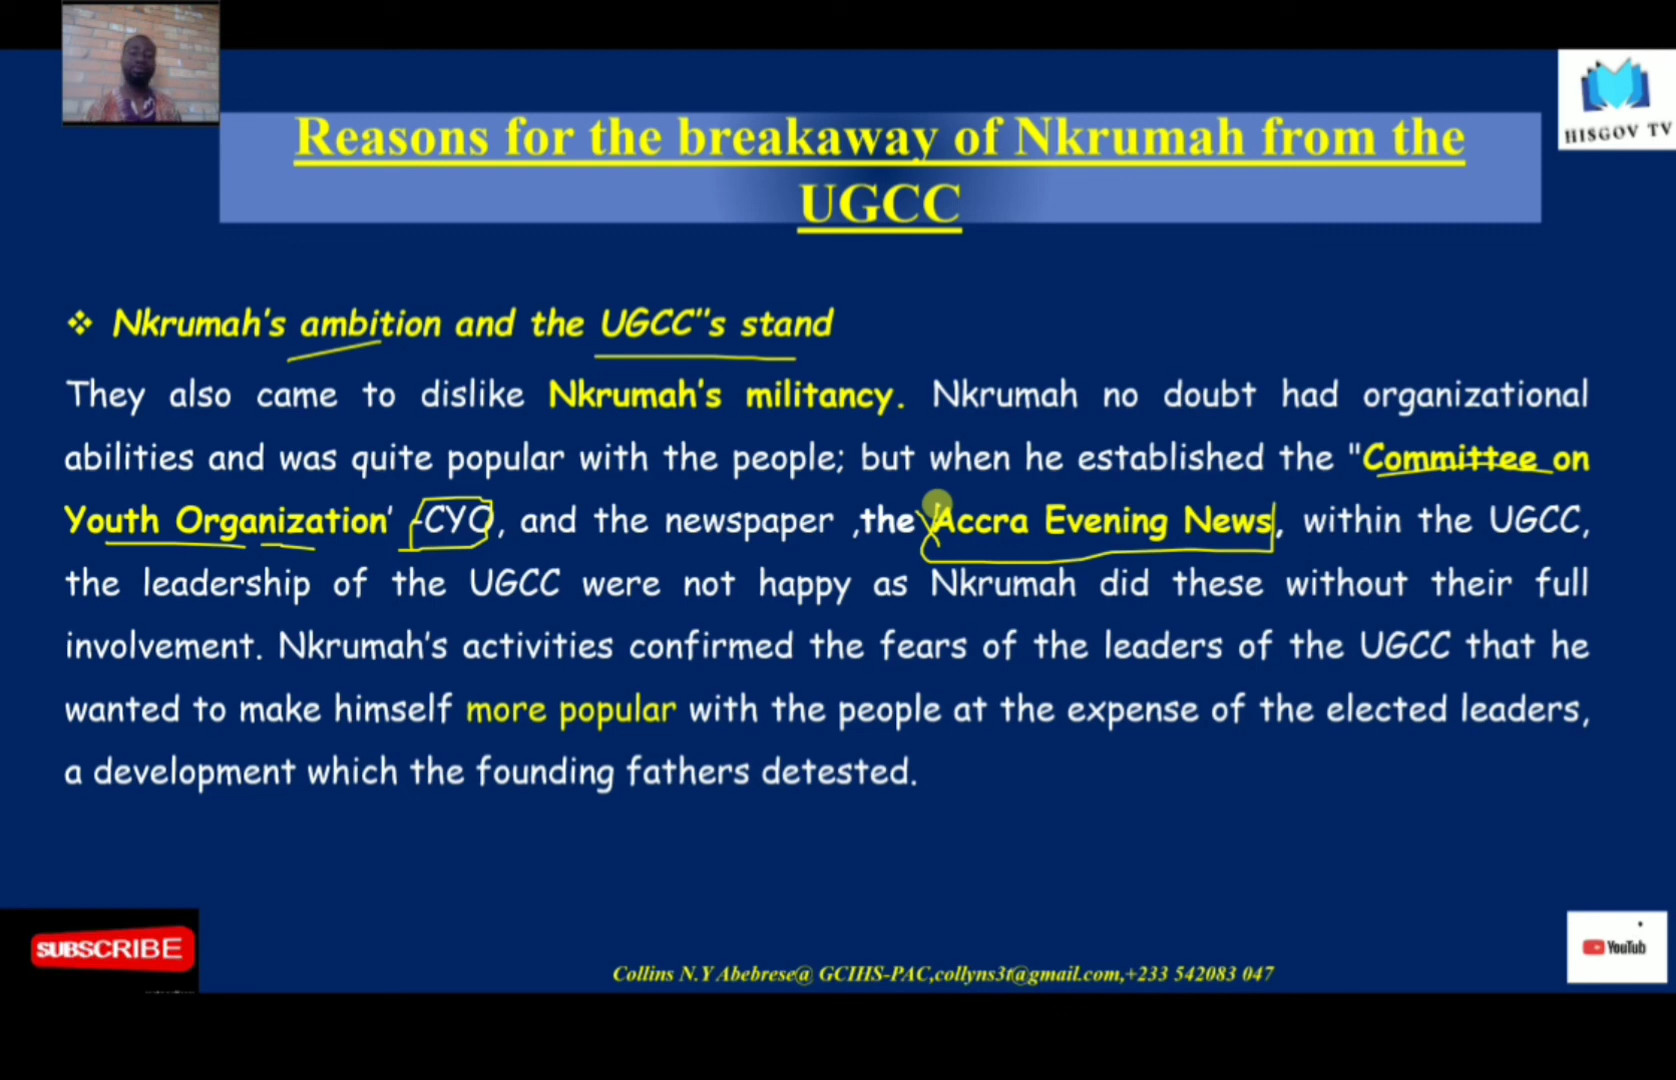 HISGOV TV
Reasons for the breakaway of Nkrumah from the
UGCC
❖ Nkrumah's ambition and the UGCC"s stand
They also came to dislike Nkrumah's militancy. Nkrumah no doubt had organizational
abilities and was quite popular with the people; but when he established the "Committee on
Youth Organization' -CYO, and the newspaper ,the Accra Evening News, within the UGCC,
the leadership of the UGCC were not happy as Nkrumah did these without their full
involvement. Nkrumah's activities confirmed the fears of the leaders of the UGCC that he
wanted to make himself more popular with the people at the expense of the elected leaders,
a development which the founding fathers detested.
SUBSCRIBE
YouTub
Collins N.Y Abebrese@ GCIHS-PAC,collyns3t@gmail.com,+233 542083 047